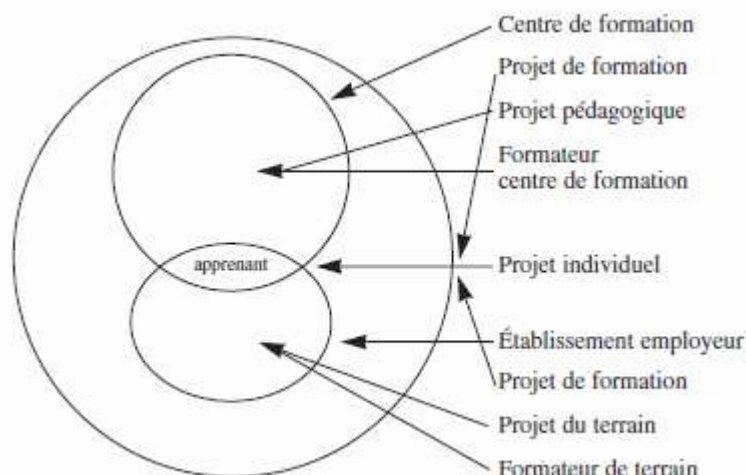 Centre de formation
Projet de formation
Projet pédagogique
Formateur
centre de formation
apprenant
Projet individuel
Établissement employeur
Projet de formation
Projet du terrain
Formateur de terrain